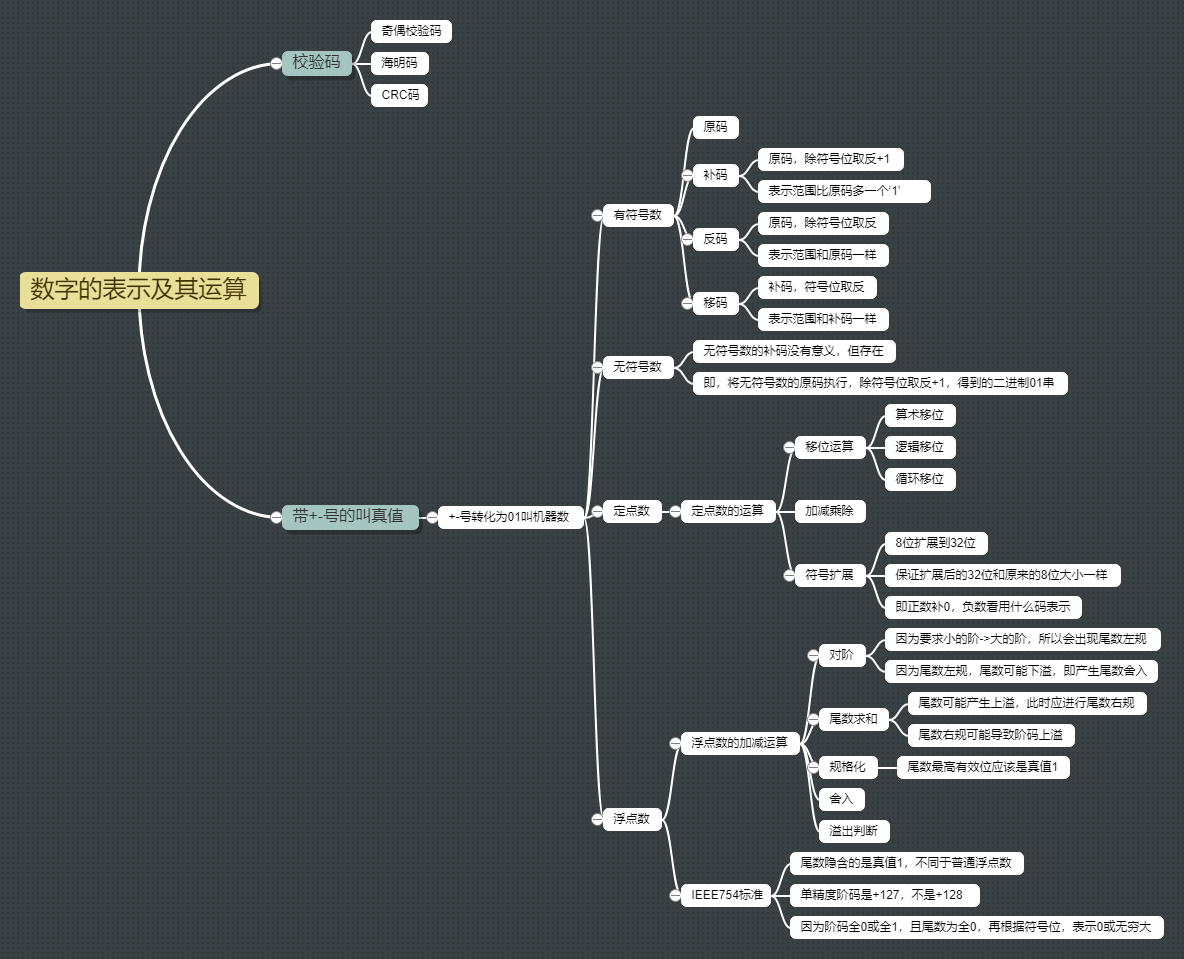 数字的表示及其运算
校验码
奇偶校验码
海明码
CRC码
带+-号的叫真值
+-号转化为01叫机器数
有符号数
原码
补码
原码，除符号位取反+1
表示范围比原码多一个‘1’
反码
原码，除符号位取反
表示范围和原码一样
移码
补码，符号位取反
表示范围和补码一样
无符号数
无符号数的补码没有意义，但存在
即，将无符号数的原码执行，除符号位取反+1，得到的二进制01串
定点数
定点数的运算
移位运算
算术移位
逻辑移位
循环移位
加减乘除
符号扩展
8位扩展到32位
保证扩展后的32位和原来的8位大小一样
即正数补0，负数看用什么码表示
浮点数
浮点数的加减运算
对阶
因为要求小的阶->大的阶，所以会出现尾数左规
因为尾数左规，尾数可能下溢，即产生尾数舍入
尾数求和
尾数可能产生上溢，此时应进行尾数右规
尾数右规可能导致阶码上溢
规格化
尾数最高有效位应该是真值1
舍入
溢出判断
IEEE754标准
尾数隐含的是真值1，不同于普通浮点数
单精度阶码是+127，不是+128
因为阶码全0或全1，且尾数为全0，再根据符号位，表示0或无穷大